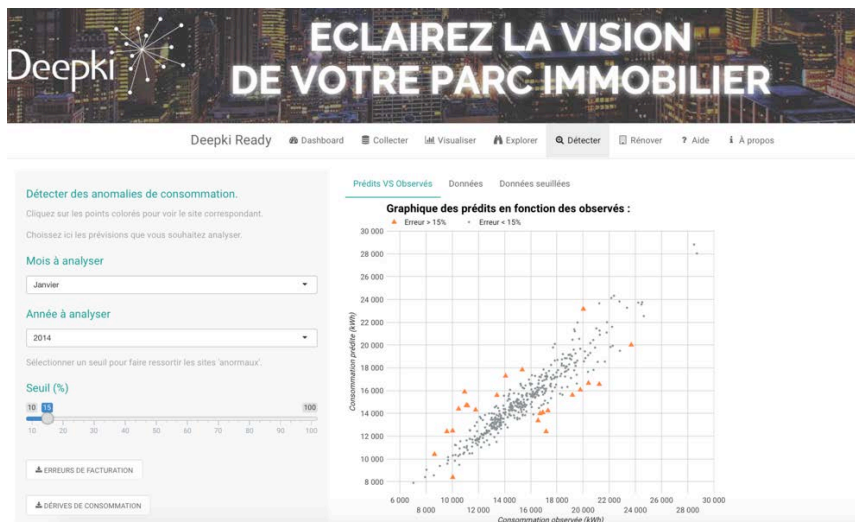 Deepki
ECLAIREZ LA VISION
DE VOTRE PARC IMMOBILIER
Deepki Ready Dashboard Collecter Visualiser Explorer Détecter Rénover ? Aide i À propos
Détecter des anomalies de consommation.
Cliquez sur les points colorés pour voir le site correspondant.
Choissez ici les prévisions que vous souhaitez analyser.
Mois à analyser
Janvier
Année à analyser
2014
Sélectionner un seuil pour faire ressortir les sites 'anormaux'.
Seuil (%)
10 15 100
10 20 30 40 50 60 70 80 90 100
ERREURS DE FACTURATION
DÉRIVES DE CONSOMMATION
Prédits VS Observés Données Données seuillées
Graphique des prédits en fonction des observés :
Erreur > 15% Erreur < 15%
Consommation prédite (kWh)
30 000
28 000
26 000
24 000
22 000
20 000
18 000
16 000
14 000
12 000
10 000
8 000
6 000 10 000 14 000 18 000 22 000 26 000 30 000
8 000 12 000 16 000 20 000 24 000 28 000
Consommation observée (kWh)